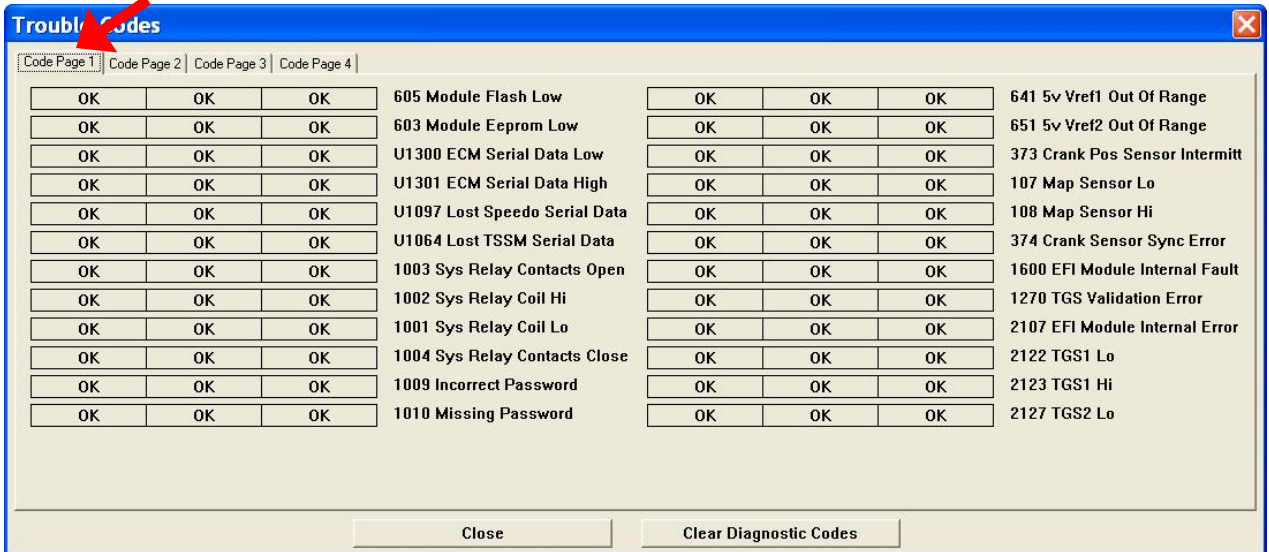 Trouble Codes
Code Page 1 Code Page 2 Code Page 3 Code Page 4
OK OK OK 605 Module Flash Low OK OK OK 641 5v Vref1 Out Of Range
OK OK OK 603 Module Eeprom Low OK OK OK 651 5v Vref2 Out Of Range
OK OK OK U1300 ECM Serial Data Low OK OK OK 373 Crank Pos Sensor Intermitt
OK OK OK U1301 ECM Serial Data High OK OK OK 107 Map Sensor Lo
OK OK OK U1097 Lost Speedo Serial Data OK OK OK 108 Map Sensor Hi
OK OK OK U1064 Lost TSSM Serial Data OK OK OK 374 Crank Sensor Sync Error
OK OK OK 1003 Sys Relay Contacts Open OK OK OK 1600 EFI Module Internal Fault
OK OK OK 1002 Sys Relay Coil Hi OK OK OK 1270 TGS Validation Error
OK OK OK 1001 Sys Relay Coil Lo OK OK OK 2107 EFI Module Internal Error
OK OK OK 1004 Sys Relay Contacts Close OK OK OK 2122 TGS1 Lo
OK OK OK 1009 Incorrect Password OK OK OK 2123 TGS1 Hi
OK OK OK 1010 Missing Password OK OK OK 2127 TGS2 Lo
Close Clear Diagnostic Codes